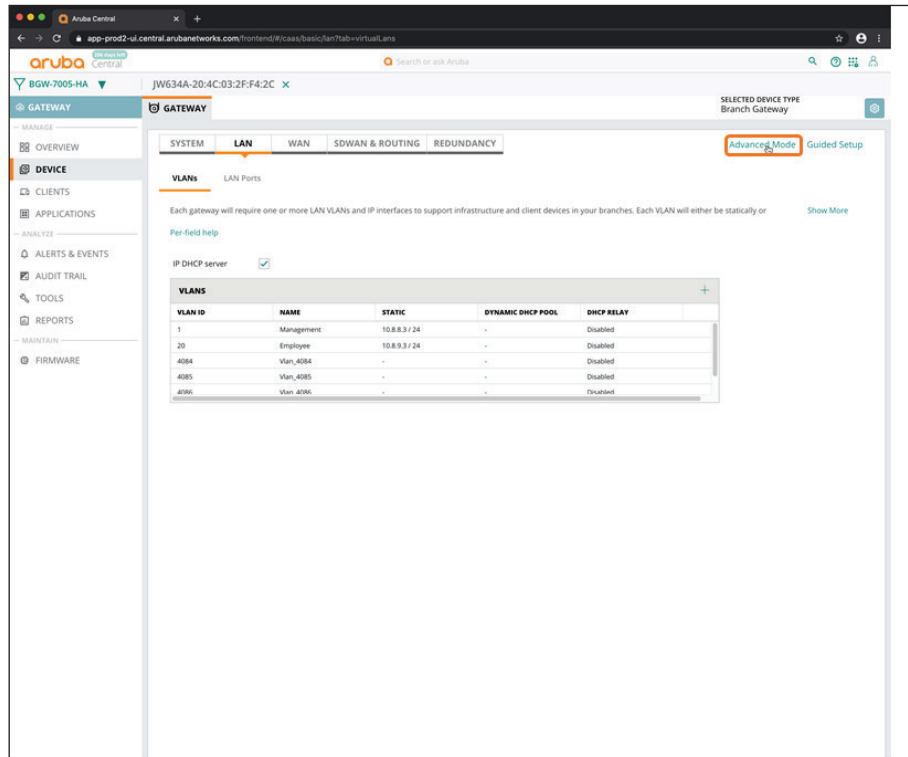 Aruba Central
app-prod2-ui.central.arubanetworks.com/frontend/#/caas/basic/lan?tab=virtualLans
aruba Central
Search or ask Aruba
BGW-7005-HA
JW634A-20:4C:03:2F:F4:2C
GATEWAY
GATEWAY
SELECTED DEVICE TYPE
Branch Gateway
MANAGE
OVERVIEW
DEVICE
CLIENTS
APPLICATIONS
ANALYZE
ALERTS & EVENTS
AUDIT TRAIL
TOOLS
REPORTS
MAINTAIN
FIRMWARE
SYSTEM LAN WAN SDWAN & ROUTING REDUNDANCY
Advanced Mode Guided Setup
VLANs LAN Ports
Each gateway will require one or more LAN VLANs and IP interfaces to support infrastructure and client devices in your branches. Each VLAN will either be statically or Show More
Per-field help
IP DHCP server
VLANS
VLAN ID NAME STATIC DYNAMIC DHCP POOL DHCP RELAY
1 Management 10.8.8.3 / 24 - Disabled
20 Employee 10.8.9.3 / 24 - Disabled
4084 Vlan_4084 - - Disabled
4085 Vlan_4085 - - Disabled
4086 Vlan_4086 - - Disabled